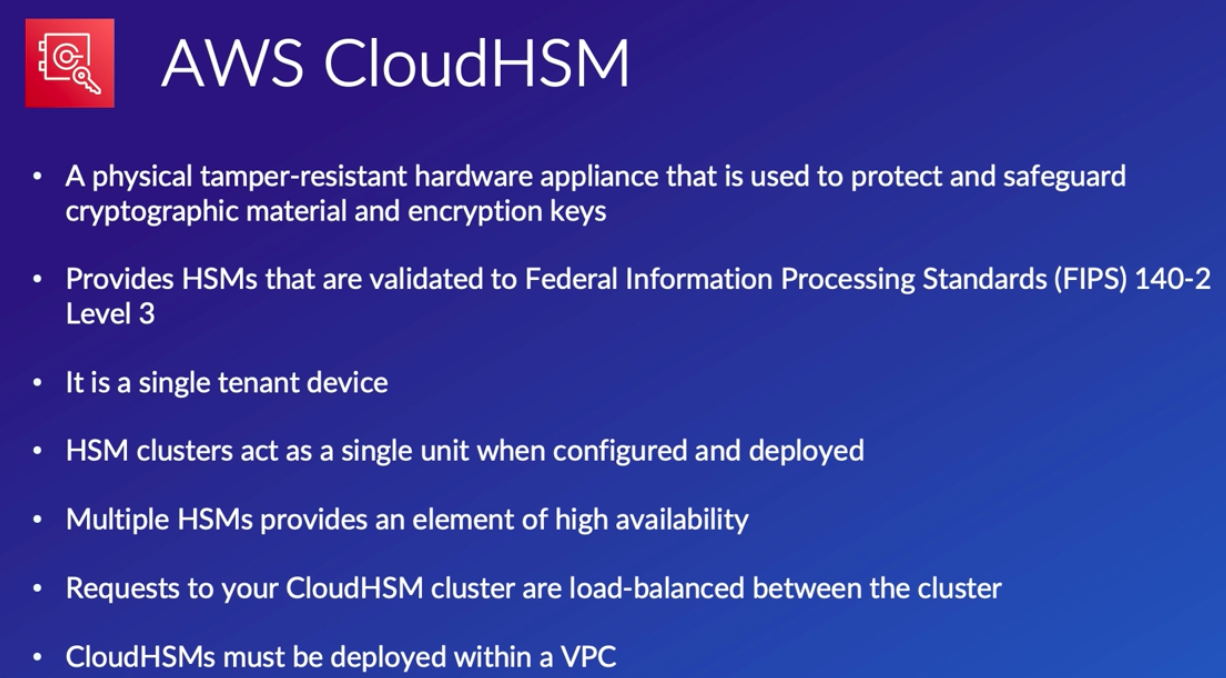 AWS CloudHSM
• A physical tamper-resistant hardware appliance that is used to protect and safeguard
cryptographic material and encryption keys
• Provides HSMs that are validated to Federal Information Processing Standards (FIPS) 140-2
Level 3
• It is a single tenant device
• HSM clusters act as a single unit when configured and deployed
• Multiple HSMs provides an element of high availability
• Requests to your CloudHSM cluster are load-balanced between the cluster
• CloudHSMs must be deployed within a VPC